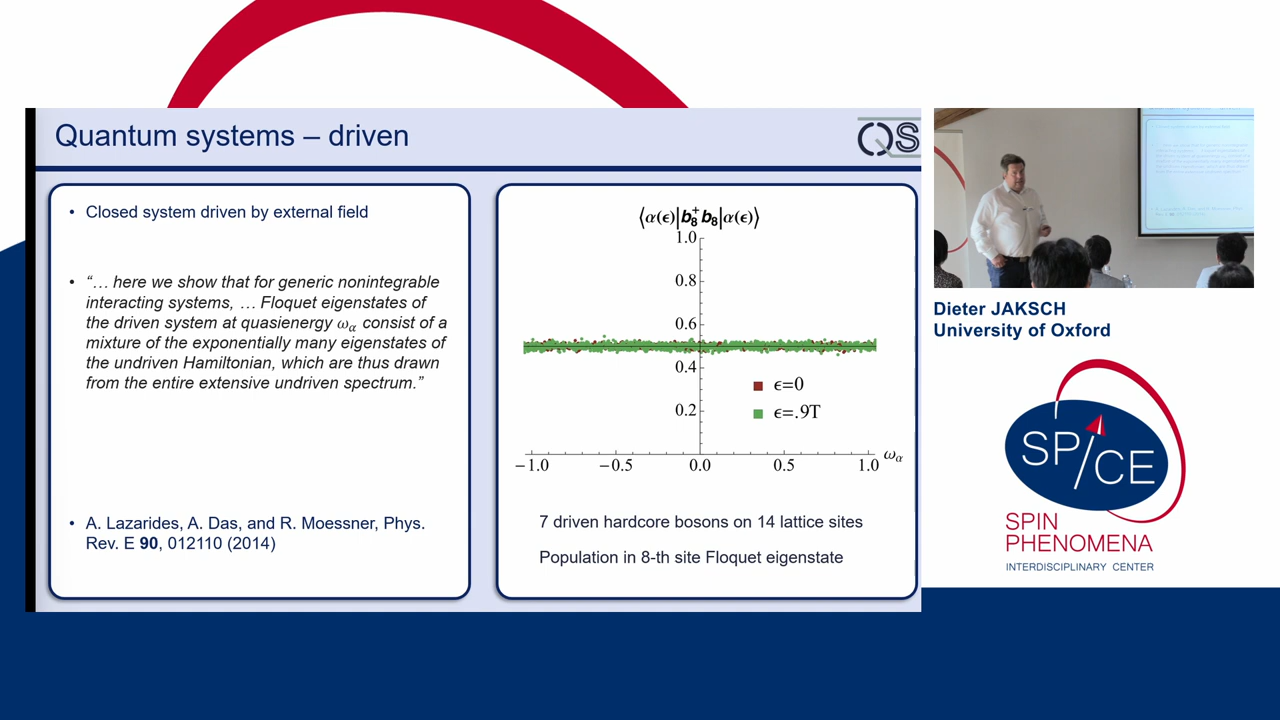 Quantum systems – driven
QS
• Closed system driven by external field
• “… here we show that for generic nonintegrable
interacting systems, … Floquet eigenstates of
the driven system at quasienergy ωα consist of a
mixture of the exponentially many eigenstates of
the undriven Hamiltonian, which are thus drawn
from the entire extensive undriven spectrum.”
• A. Lazarides, A. Das, and R. Moessner, Phys.
Rev. E 90, 012110 (2014)
⟨α(ϵ)|b₈⁺b₈|α(ϵ)⟩
1.0
0.8
0.6
0.4
0.2
ϵ=0
ϵ=.9T
−1.0 −0.5 0.0 0.5 1.0 ωα
7 driven hardcore bosons on 14 lattice sites
Population in 8-th site Floquet eigenstate
Dieter JAKSCH
University of Oxford
SP/CE
SPIN
PHENOMENA
INTERDISCIPLINARY CENTER